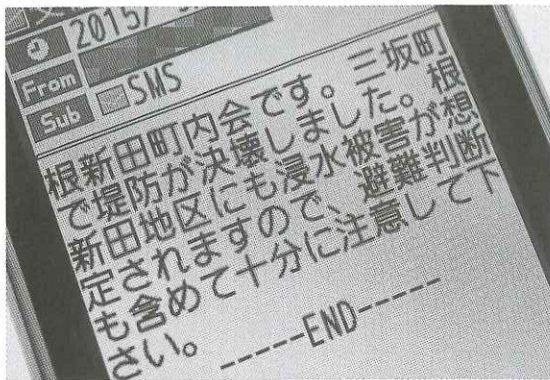 2015/
From
Sub SMS
根新田町内会です。三坂町
で堤防が決壊しました。根
新田地区にも浸水被害が想
定されますので、避難判断
も含めて十分に注意して下
さい。
-----END-----